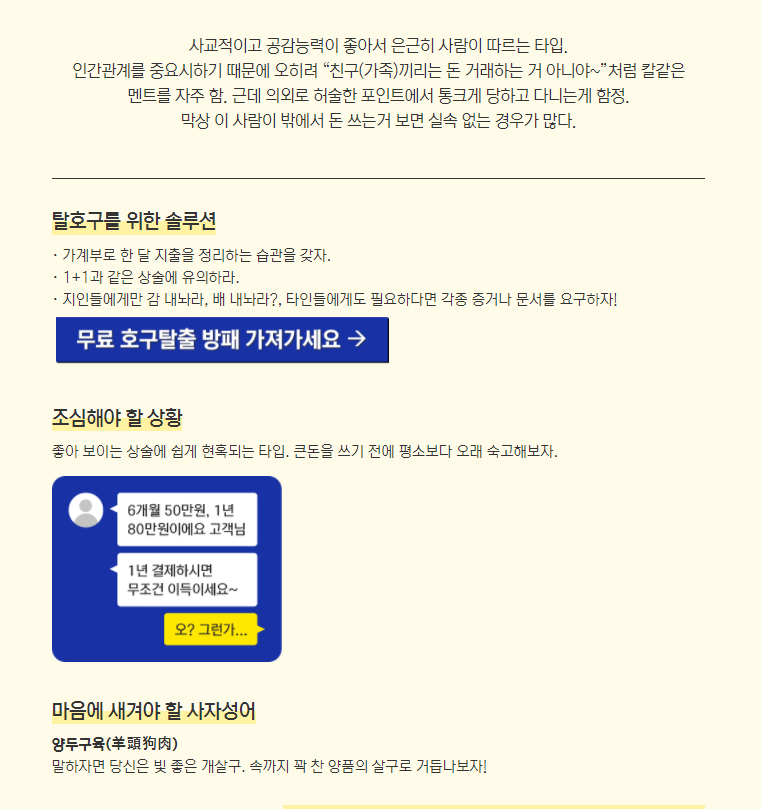 사교적이고 공감능력이 좋아서 은근히 사람이 따르는 타입.
인간관계를 중요시하기 때문에 오히려 “친구(가족)끼리는 돈 거래하는 거 아니야~”처럼 칼같은
멘트를 자주 함. 근데 의외로 허술한 포인트에서 통크게 당하고 다니는게 함정.
막상 이 사람이 밖에서 돈 쓰는거 보면 실속 없는 경우가 많다.
탈호구를 위한 솔루션
· 가계부로 한 달 지출을 정리하는 습관을 갖자.
· 1+1과 같은 상술에 유의하라.
· 지인들에게만 감 내놔라, 배 내놔라?, 타인들에게도 필요하다면 각종 증거나 문서를 요구하자!
무료 호구탈출 방패 가져가세요 →
조심해야 할 상황
좋아 보이는 상술에 쉽게 현혹되는 타입. 큰돈을 쓰기 전에 평소보다 오래 숙고해보자.
6개월 50만원, 1년
80만원이에요 고객님
1년 결제하시면
무조건 이득이세요~
오? 그런가...
마음에 새겨야 할 사자성어
양두구육(羊頭狗肉)
말하자면 당신은 빛 좋은 개살구. 속까지 꽉 찬 양품의 살구로 거듭나보자!